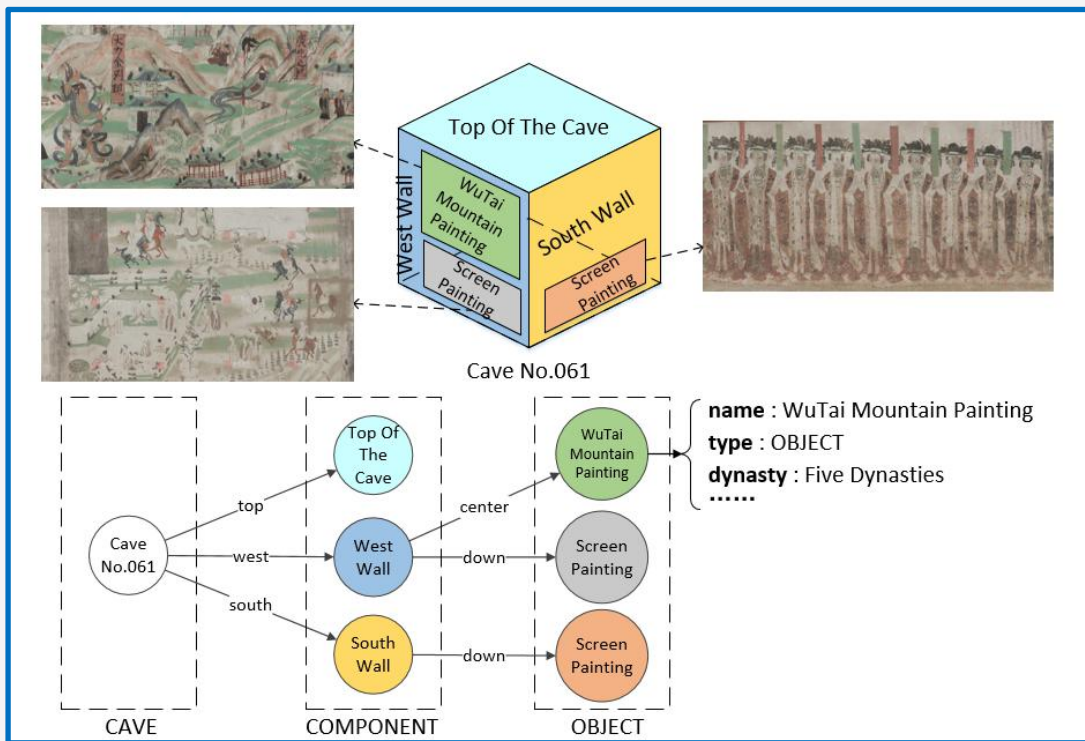 Top Of The Cave
West Wall
WuTai
Mountain
Painting
Screen
Painting
South Wall
Screen
Painting
Cave No.061
Cave
No.061
top
west
south
Top Of
The
Cave
West
Wall
South
Wall
center
down
down
WuTai
Mountain
Painting
Screen
Painting
Screen
Painting
name : WuTai Mountain Painting
type : OBJECT
dynasty : Five Dynasties
......
CAVE
COMPONENT
OBJECT